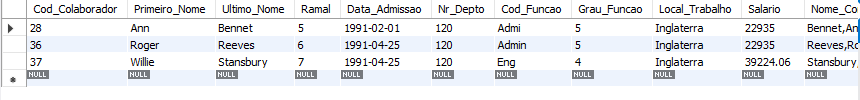 Cod_Colaborador Primeiro_Nome Ultimo_Nome Ramal Data_Admissao Nr_Depto Cod_Funcao Grau_Funcao Local_Trabalho Salario Nome_Co
28 Ann Bennet 5 1991-02-01 120 Admi 5 Inglaterra 22935 Bennet,An
36 Roger Reeves 6 1991-04-25 120 Admin 5 Inglaterra 22935 Reeves,Ro
37 Willie Stansbury 7 1991-04-25 120 Eng 4 Inglaterra 39224.06 Stansbury,
NULL NULL NULL NULL NULL NULL NULL NULL NULL NULL NULL